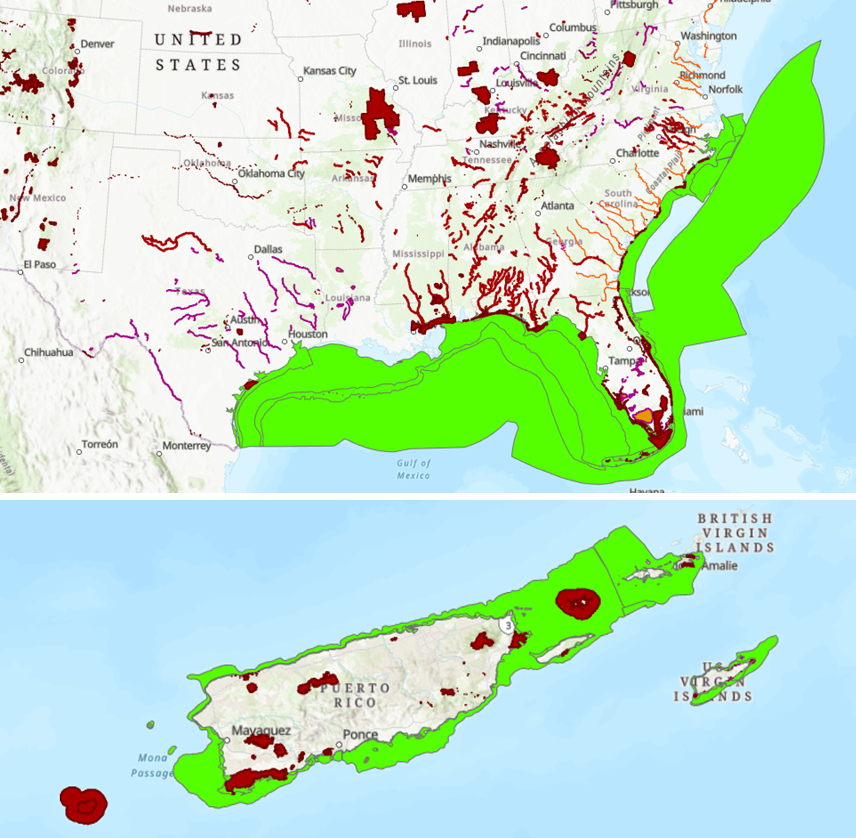 Nebraska
Pittsburgh
Columbus
Indianapolis
Denver
UNITED
STATES
Illinois
Washington
Cincinnati
Kansas City
Colorado
St. Louis
Louisville
Richmond
Kansas
Virginia
Norfolk
Kentucky
Nashville
Tennessee
Charlotte
Oklahoma
Oklahoma City
Arkansas
Memphis
South
Carolina
Coastal Plain
New Mexico
Atlanta
Mississippi
Alabama
Georgia
El Paso
Dallas
Texas
Louisiana
Austin
Houston
San Antonio
Chihuahua
Tampa
Torreón
Monterrey
Gulf of
Mexico
Havana
BRITISH
VIRGIN
ISLANDS
Amalie
3
PUERTO
RICO
U.S.
VIRGIN
ISLANDS
Mayaguez
Ponce
Mona
Passage